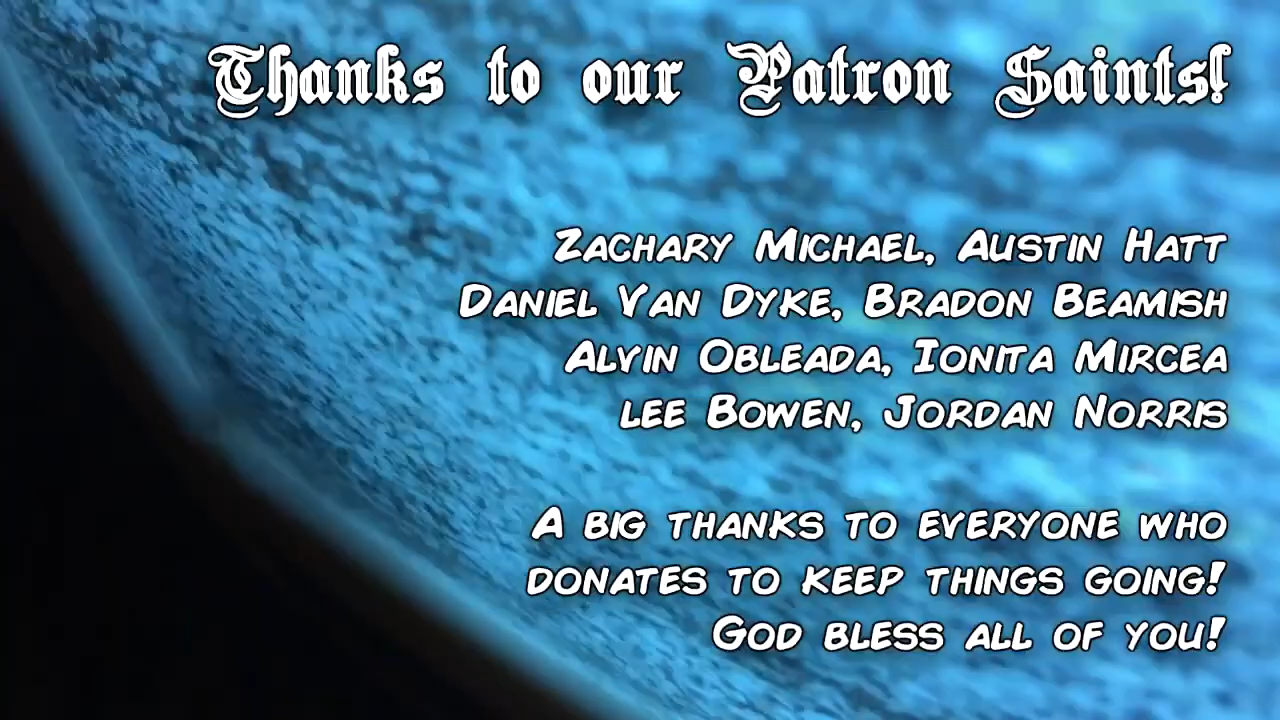 Thanks to our Patron Saints!
Zachary Michael, Austin Hatt
Daniel Van Dyke, Bradon Beamish
Alvin Obleada, Ionita Mircea
lee Bowen, Jordan Norris
A big thanks to everyone who
donates to keep things going!
God bless all of you!